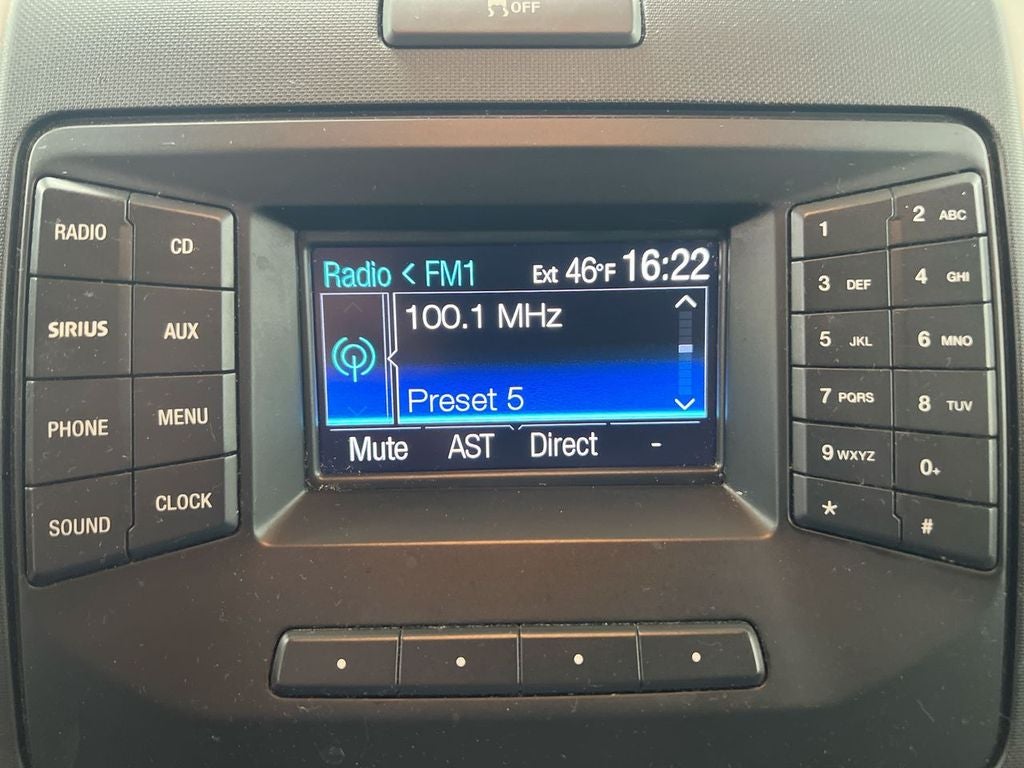 OFF
RADIO
CD
SIRIUS
AUX
PHONE
MENU
SOUND
CLOCK
Radio < FM1 Ext 46°F 16:22
100.1 MHz
Preset 5
Mute AST Direct -
1
2 ABC
3 DEF
4 GHI
5 JKL
6 MNO
7 PQRS
8 TUV
9 WXYZ
0+
*
#